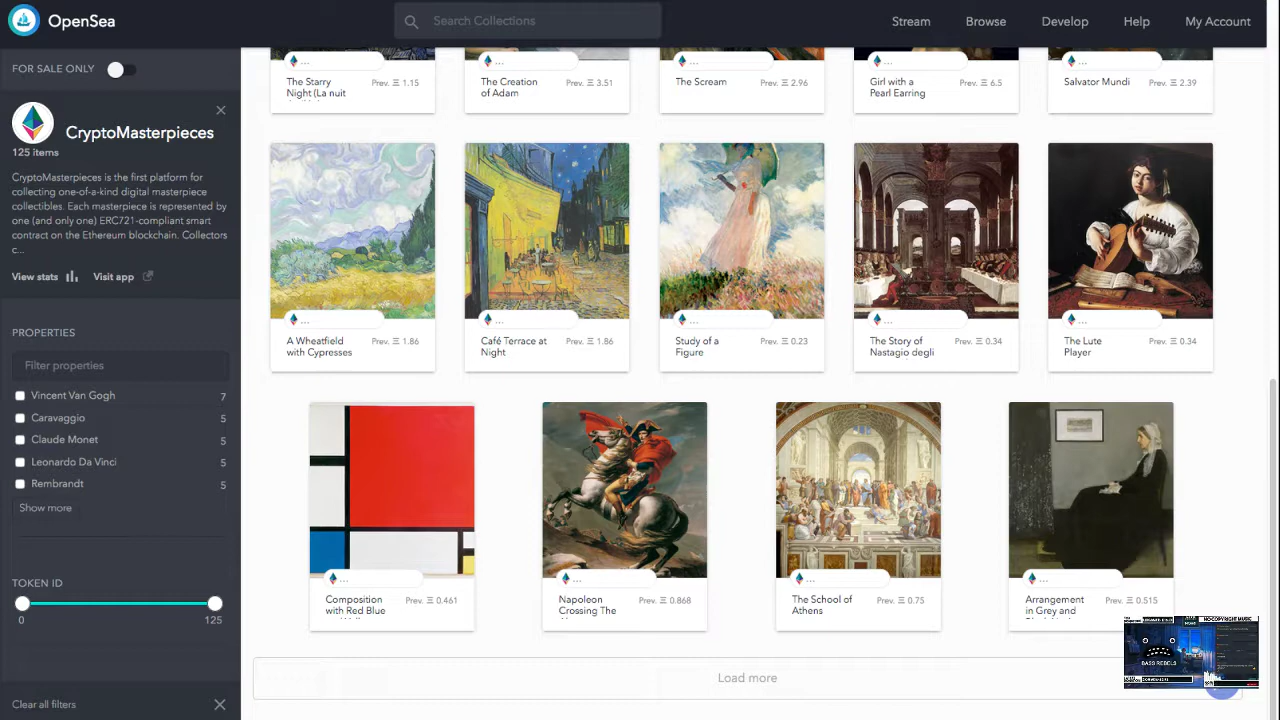 OpenSea
Search Collections
Stream
Browse
Develop
Help
My Account
FOR SALE ONLY
CryptoMasterpieces
125 items
CryptoMasterpieces is the first platform for
collecting one-of-a-kind digital masterpiece
collectibles. Each masterpiece is represented by
one (and only one) ERC721-compliant smart
contract on the Ethereum blockchain. Collectors
c...
View stats
Visit app
PROPERTIES
Filter properties
Vincent Van Gogh 7
Caravaggio 5
Claude Monet 5
Leonardo Da Vinci 5
Rembrandt 5
Show more
TOKEN ID
0 125
Clear all filters
...
The Starry Prev. Ξ 1.15
Night (La nuit
...
The Creation Prev. Ξ 3.51
of Adam
...
The Scream Prev. Ξ 2.96
...
Girl with a Prev. Ξ 6.5
Pearl Earring
...
Salvator Mundi Prev. Ξ 2.39
...
A Wheatfield Prev. Ξ 1.86
with Cypresses
...
Café Terrace at Prev. Ξ 1.86
Night
...
Study of a Prev. Ξ 0.23
Figure
...
The Story of Prev. Ξ 0.34
Nastagio degli
...
The Lute Prev. Ξ 0.34
Player
...
Composition Prev. Ξ 0.461
with Red Blue
...
Napoleon Prev. Ξ 0.868
Crossing The
...
The School of Prev. Ξ 0.75
Athens
...
Arrangement Prev. Ξ 0.515
in Grey and
Load more
NOCOPYRIGHT MUSIC
BASS REBELS